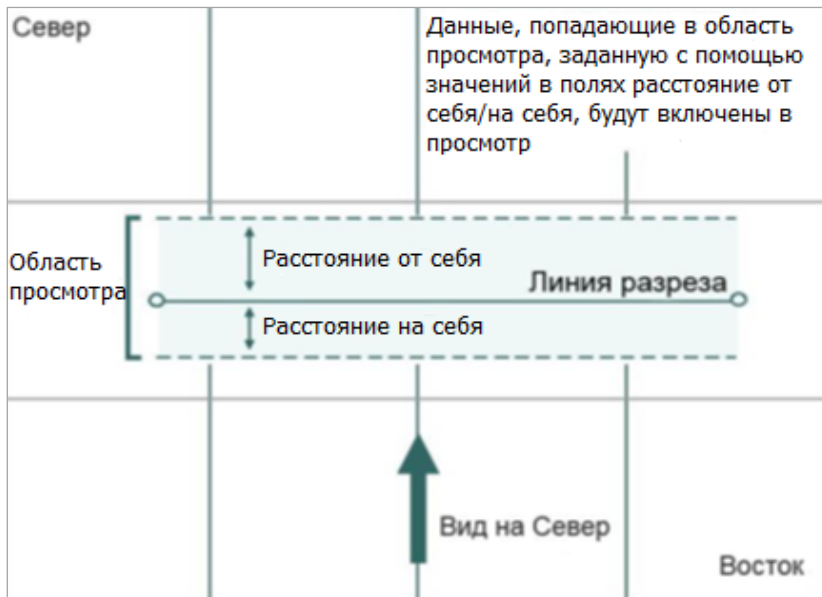 Север
Данные, попадающие в область
просмотра, заданную с помощью
значений в полях расстояние от
себя/на себя, будут включены в
просмотр
Расстояние от себя
Область
просмотра
Линия разреза
Расстояние на себя
Вид на Север
Восток